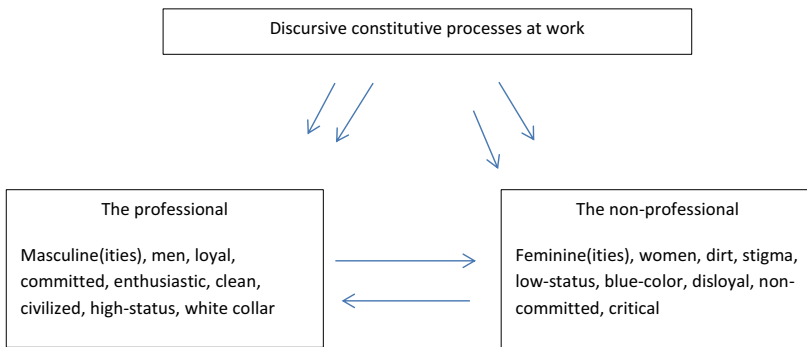 Discursive constitutive processes at work
The professional
Masculine(ities), men, loyal,
committed, enthusiastic, clean,
civilized, high-status, white collar
The non-professional
Feminine(ities), women, dirt, stigma,
low-status, blue-color, disloyal, non-
committed, critical